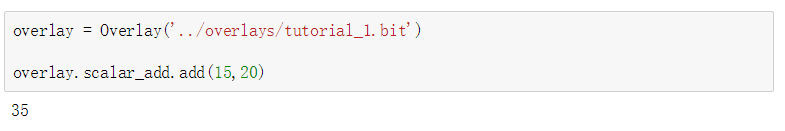 overlay = Overlay('../overlays/tutorial_1.bit')
overlay.scalar_add.add(15,20)
35